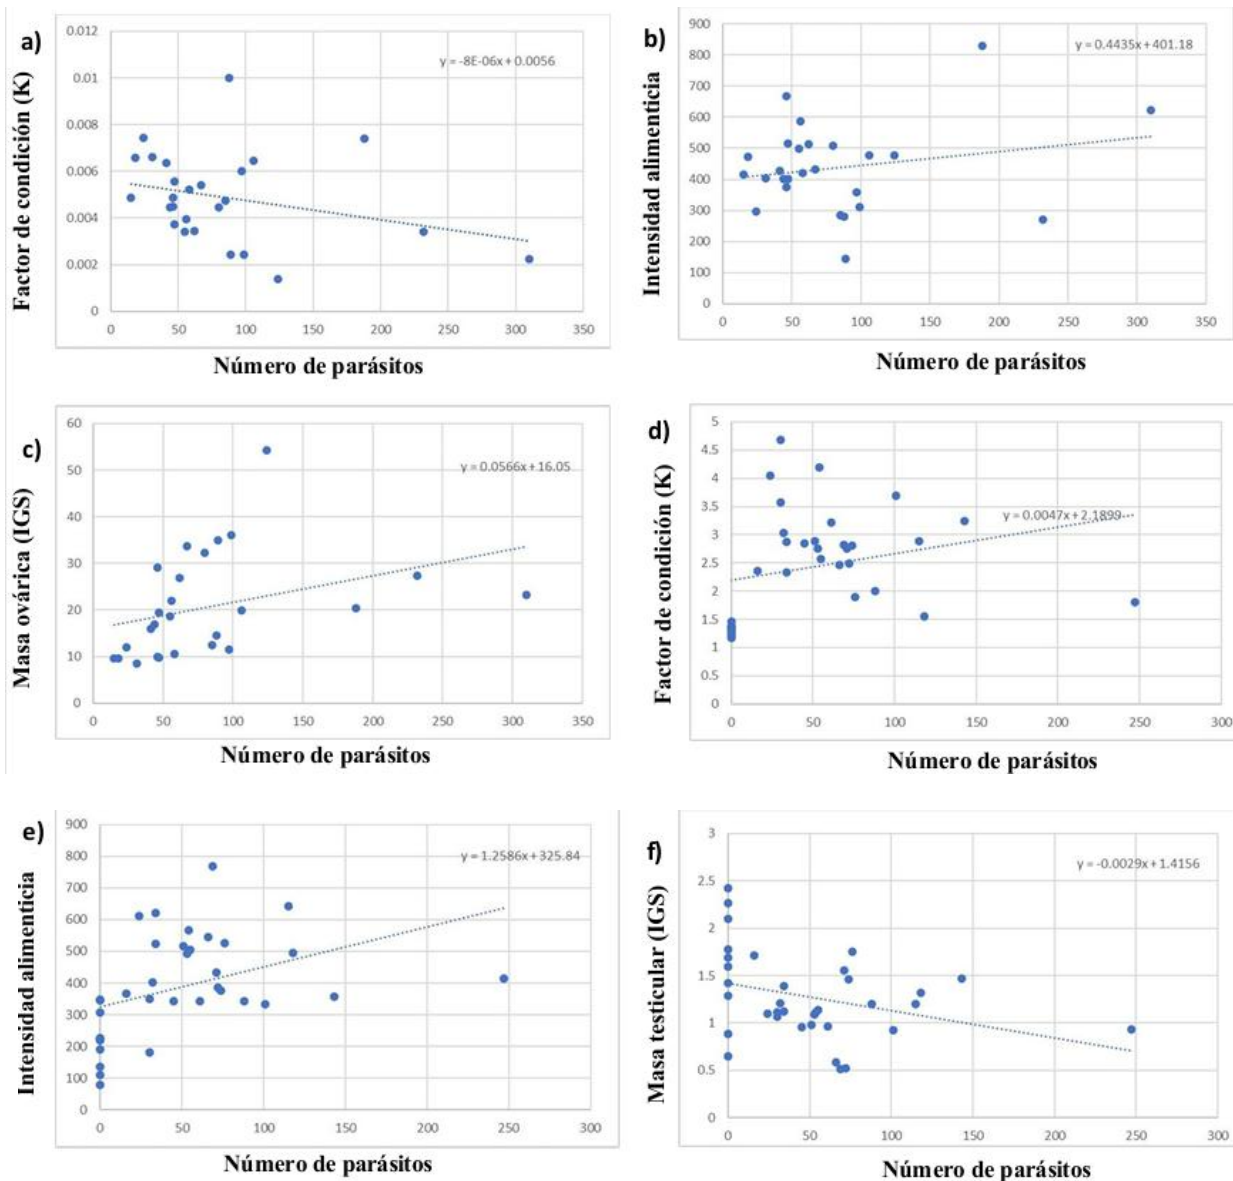 a)
y = -8E-06x + 0.0056
Factor de condición (K)
0.012
0.01
0.008
0.006
0.004
0.002
0
0 50 100 150 200 250 300 350
Número de parásitos
b)
y = 0.4435x + 401.18
Intensidad alimenticia
900
800
700
600
500
400
300
200
100
0
0 50 100 150 200 250 300 350
Número de parásitos
c)
y = 0.0566x + 16.05
Masa ovárica (IGS)
60
50
40
30
20
10
0
0 50 100 150 200 250 300 350
Número de parásitos
d)
y = 0.0047x + 2.1899
Factor de condición (K)
5
4.5
4
3.5
3
2.5
2
1.5
1
0.5
0
0 50 100 150 200 250 300
Número de parásitos
e)
y = 1.2586x + 325.84
Intensidad alimenticia
900
800
700
600
500
400
300
200
100
0
0 50 100 150 200 250 300
Número de parásitos
f)
y = -0.0029x + 1.4156
Masa testicular (IGS)
3
2.5
2
1.5
1
0.5
0
0 50 100 150 200 250 300
Número de parásitos